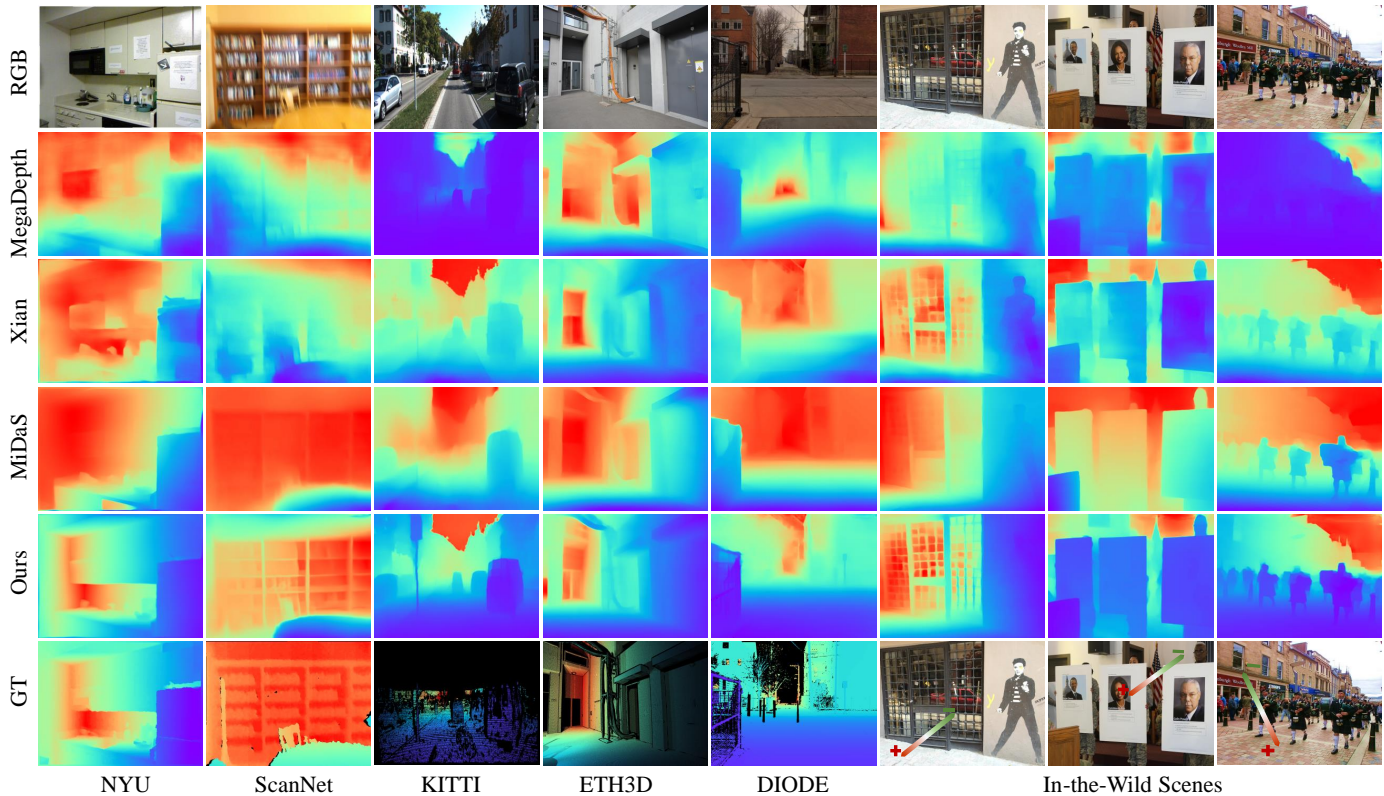 RGB
MegaDepth
Xian
MiDaS
Ours
GT
NYU
ScanNet
KITTI
ETH3D
DIODE
In-the-Wild Scenes